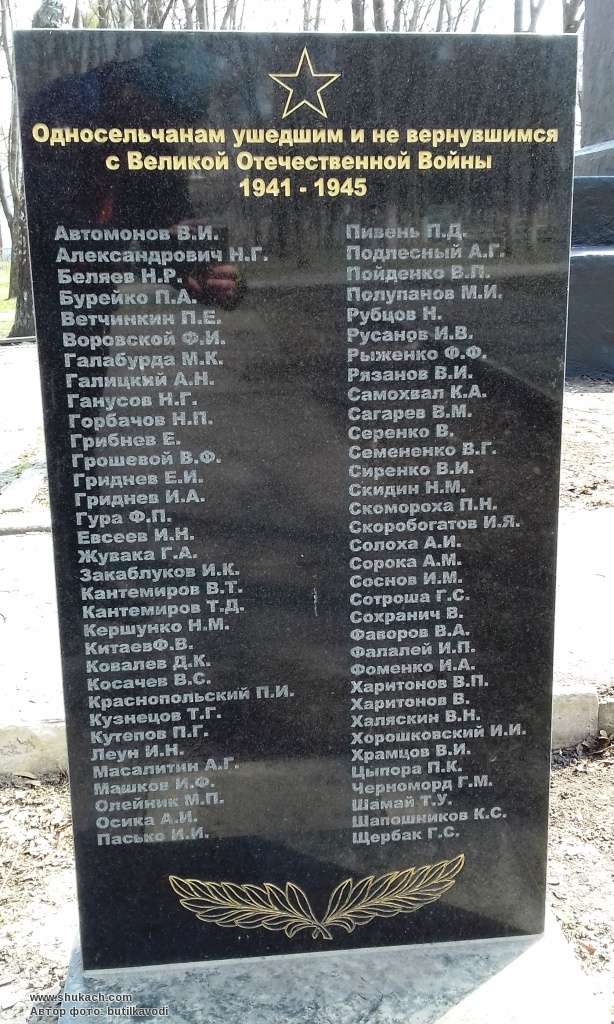 Односельчанам ушедшим и не вернувшимся
с Великой Отечественной Войны
1941 - 1945
Автомонов В.И.
Александрович Н.Г.
Беляев Н.Р.
Бурейко П.А.
Ветчинкин П.Е.
Воровской Ф.И.
Галабурда М.К.
Галицкий А.Н.
Ганусов Н.Г.
Горбачов Н.П.
Грибнев Е.
Грошевой В.Ф.
Гриднев Е.И.
Гриднев И.А.
Гура Ф.П.
Евсеев И.Н.
Жувака Г.А.
Закаблуков И.К.
Кантемиров В.Т.
Кантемиров Т.Д.
Кершунко Н.М.
КитаевФ.В.
Ковалев Д.К.
Косачев В.С.
Краснопольский П.И.
Кузнецов Т.Г.
Кутепов П.Г.
Леун И.Н.
Масалитин А.Г.
Машков И.Ф.
Олейник М.П.
Осика А.И.
Пасько И.И.
Пивень П.Д.
Подлесный А.Г.
Пойденко В.П.
Полупанов М.И.
Рубцов Н.
Русанов И.В.
Рыженко Ф.Ф.
Рязанов В.И.
Самохвал К.А.
Сагарев В.М.
Серенко В.
Семененко В.Г.
Сиренко В.И.
Скидин Н.М.
Скомороха П.Н.
Скоробогатов И.Я.
Солоха А.И.
Сорока А.М.
Соснов И.М.
Сотроша Г.С.
Сохранич В.
Фаворов В.А.
Фалалей И.П.
Фоменко И.А.
Харитонов В.П.
Харитонов В.
Халяскин В.Н.
Хорошковский И.И.
Храмцов В.И.
Цыпора П.К.
Черноморд Г.М.
Шамай Т.У.
Шапошников К.С.
Щербак Г.С.
www.shukach.com
Автор фото: butilkavodi